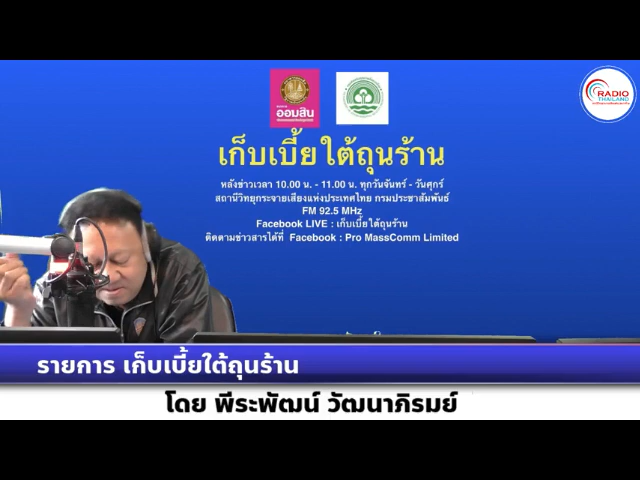 RADIO
THAILAND
ออมสิน
เก็บเบี้ยใต้ถุนร้าน
หลังข่าวเวลา 10.00 น. - 11.00 น. ทุกวันจันทร์ - วันศุกร์
สถานีวิทยุกระจายเสียงแห่งประเทศไทย กรมประชาสัมพันธ์
FM 92.5 MHz
Facebook LIVE : เก็บเบี้ยใต้ถุนร้าน
ติดตามข่าวสารได้ที่ Facebook : Pro MassComm Limited
รายการ เก็บเบี้ยใต้ถุนร้าน
โดย พีระพัฒน์ วัฒนาภิรมย์